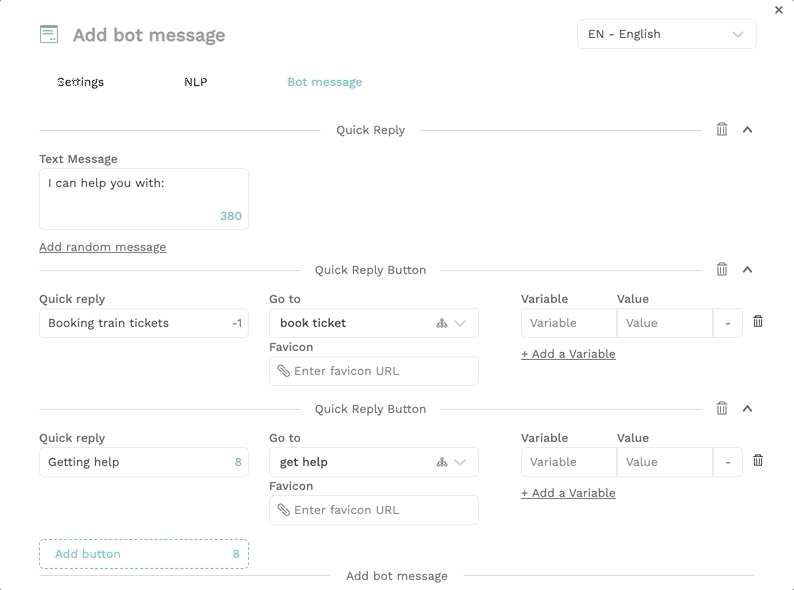 Add bot message
EN - English
Settings NLP Bot message
Quick Reply
Text Message
I can help you with:
380
Add random message
Quick Reply Button
Quick reply Go to Variable Value
Booking train tickets -1 book ticket Variable Value -
Favicon
+ Add a Variable
Enter favicon URL
Quick Reply Button
Quick reply Go to Variable Value
Getting help 8 get help Variable Value -
Favicon
+ Add a Variable
Enter favicon URL
Add button 8
Add bot message